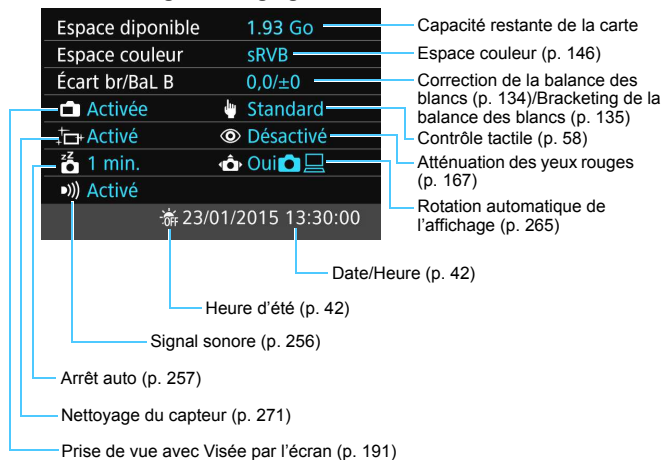 Espace diponible 1.93 Go
Espace couleur sRVB
Écart br/BaL B 0,0/±0
Activée Standard
Activé Désactivé
zz 1 min. Oui
Activé
OFF 23/01/2015 13:30:00
Capacité restante de la carte
Espace couleur (p. 146)
Correction de la balance des
blancs (p. 134)/Bracketing de la
balance des blancs (p. 135)
Contrôle tactile (p. 58)
Atténuation des yeux rouges
(p. 167)
Rotation automatique de
l'affichage (p. 265)
Date/Heure (p. 42)
Heure d'été (p. 42)
Signal sonore (p. 256)
Arrêt auto (p. 257)
Nettoyage du capteur (p. 271)
Prise de vue avec Visée par l'écran (p. 191)